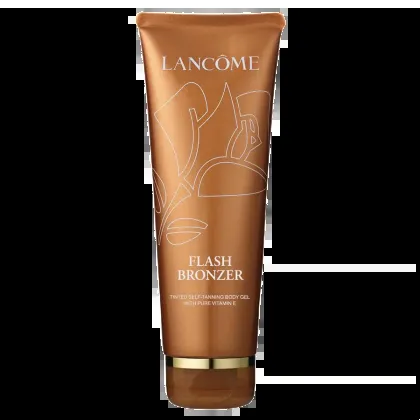 LANCÔME
FLASH
BRONZER
TINTED SELF-TANNING BODY GEL
WITH PURE VITAMIN E